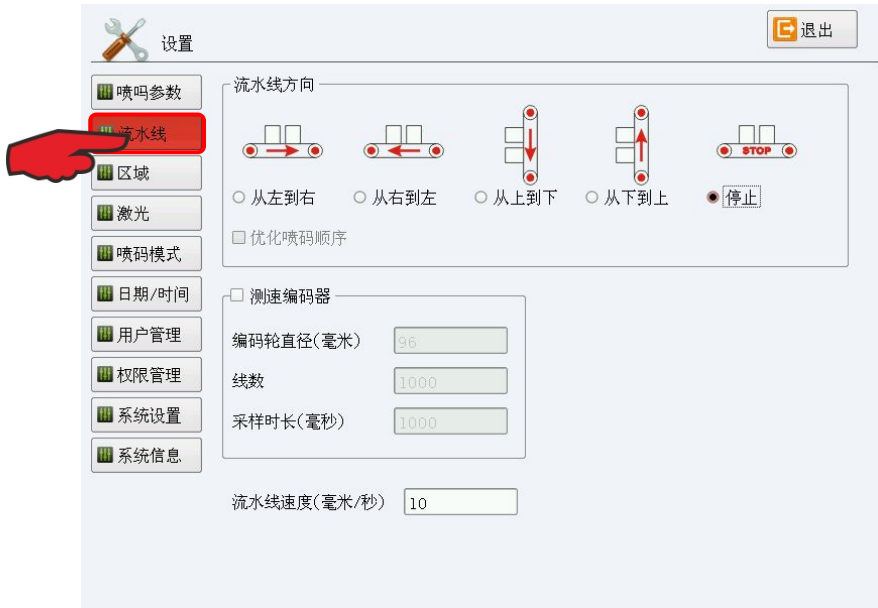 设置
退出
喷吗参数
流水线
区域
激光
喷码模式
日期/时间
用户管理
权限管理
系统设置
系统信息
流水线方向
STOP
从左到右
从右到左
从上到下
从下到上
停止
优化喷码顺序
测速编码器
编码轮直径(毫米)
96
线数
1000
采样时长(毫秒)
1000
流水线速度(毫米/秒)
10